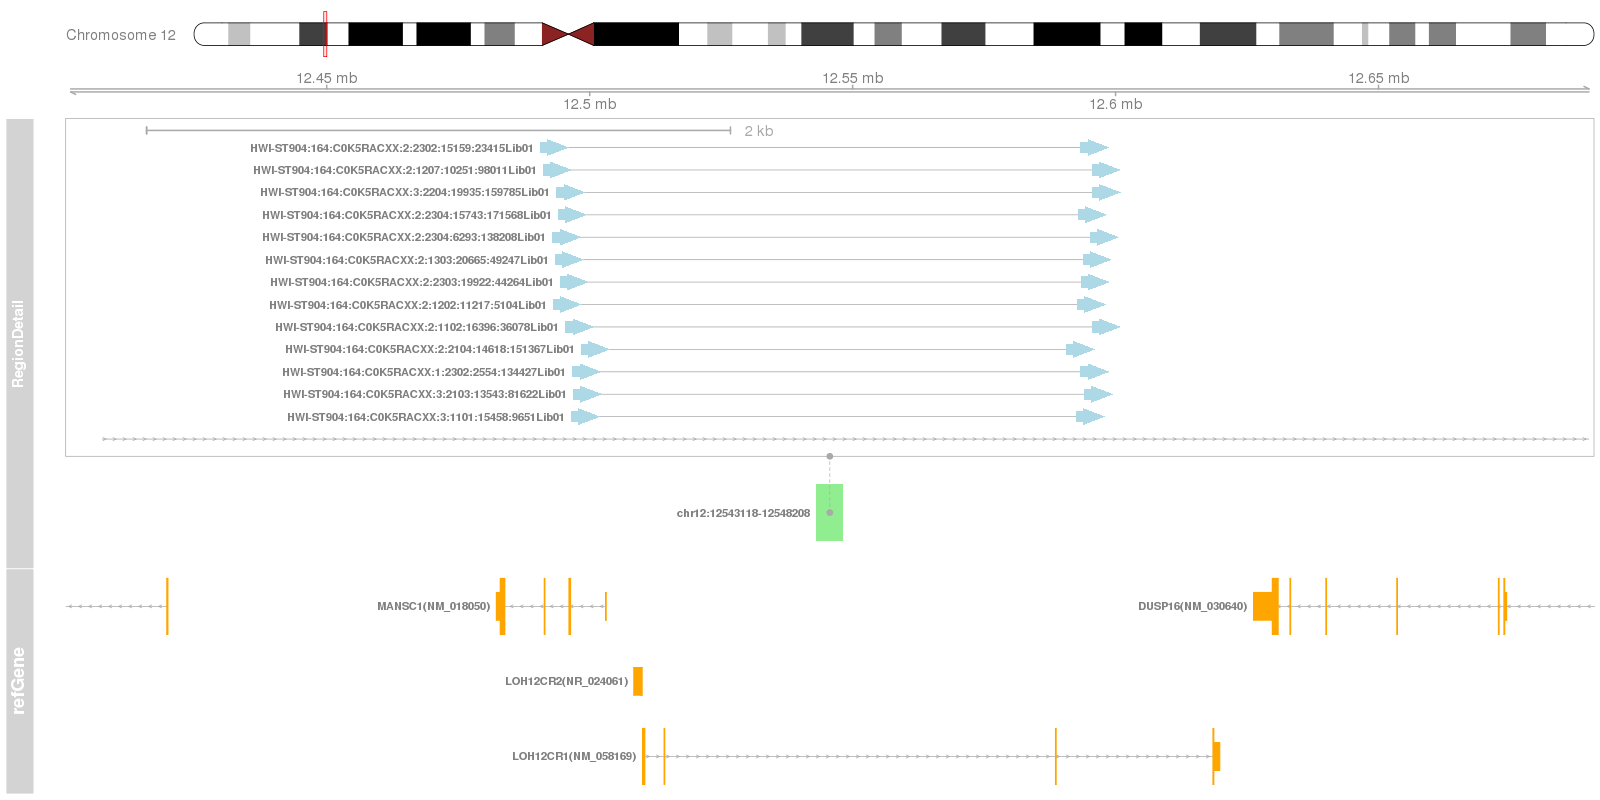 Chromosome 12
12.45 mb
12.55 mb
12.65 mb
12.5 mb
12.6 mb
2 kb
HWI-ST904:164:C0K5RACXX:2:2302:15159:23415Lib01
HWI-ST904:164:C0K5RACXX:2:1207:10251:98011Lib01
HWI-ST904:164:C0K5RACXX:3:2204:19935:159785Lib01
HWI-ST904:164:C0K5RACXX:2:2304:15743:171568Lib01
HWI-ST904:164:C0K5RACXX:2:2304:6293:138208Lib01
HWI-ST904:164:C0K5RACXX:2:1303:20665:49247Lib01
HWI-ST904:164:C0K5RACXX:2:2303:19922:44264Lib01
HWI-ST904:164:C0K5RACXX:2:1202:11217:5104Lib01
HWI-ST904:164:C0K5RACXX:2:1102:16396:36078Lib01
HWI-ST904:164:C0K5RACXX:2:2104:14618:151367Lib01
HWI-ST904:164:C0K5RACXX:1:2302:2554:134427Lib01
HWI-ST904:164:C0K5RACXX:3:2103:13543:81622Lib01
HWI-ST904:164:C0K5RACXX:3:1101:15458:9651Lib01
RegionDetail
chr12:12543118-12548208
MANSC1(NM_018050)
DUSP16(NM_030640)
refGene
LOH12CR2(NR_024061)
LOH12CR1(NM_058169)